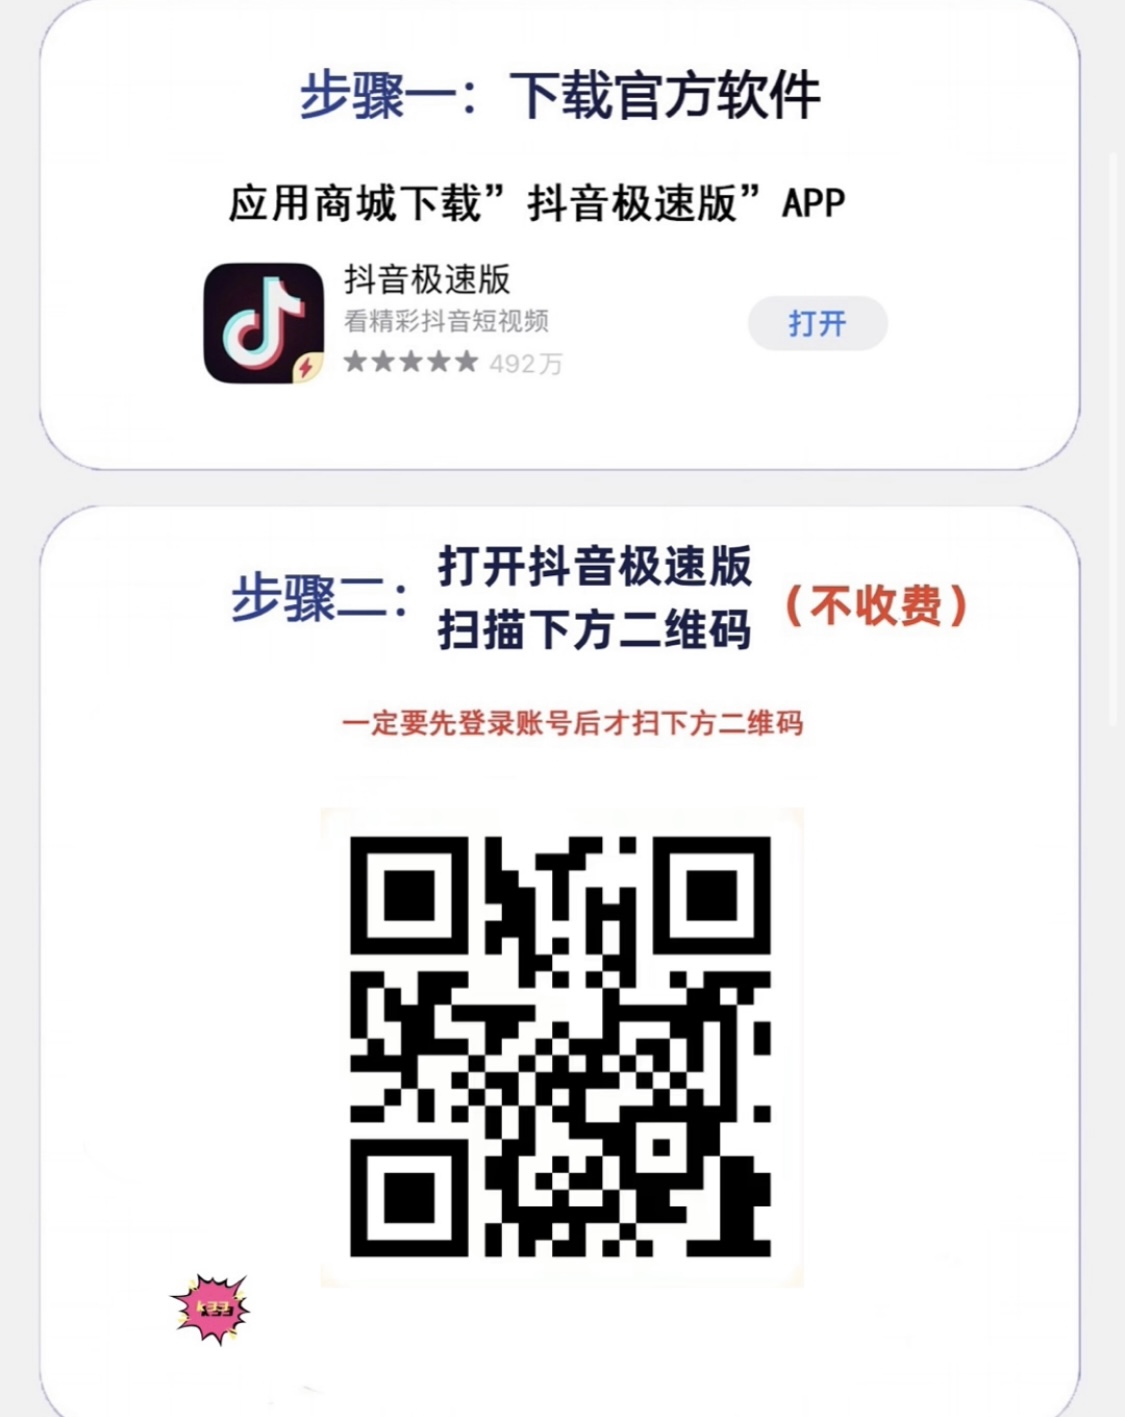 步骤一：下载官方软件
应用商城下载”抖音极速版”APP
抖音极速版
看精彩抖音短视频
492万
打开
步骤二：
打开抖音极速版
扫描下方二维码
（不收费）
一定要先登录账号后才扫下方二维码
k33